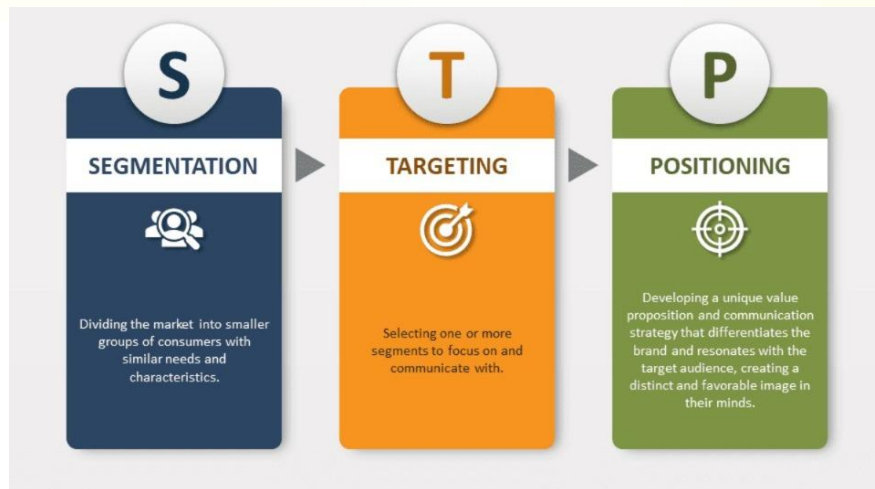 S
SEGMENTATION
Dividing the market into smaller
groups of consumers with
similar needs and
characteristics.
T
TARGETING
Selecting one or more
segments to focus on and
communicate with.
P
POSITIONING
Developing a unique value
proposition and communication
strategy that differentiates the
brand and resonates with the
target audience, creating a
distinct and favorable image in
their minds.